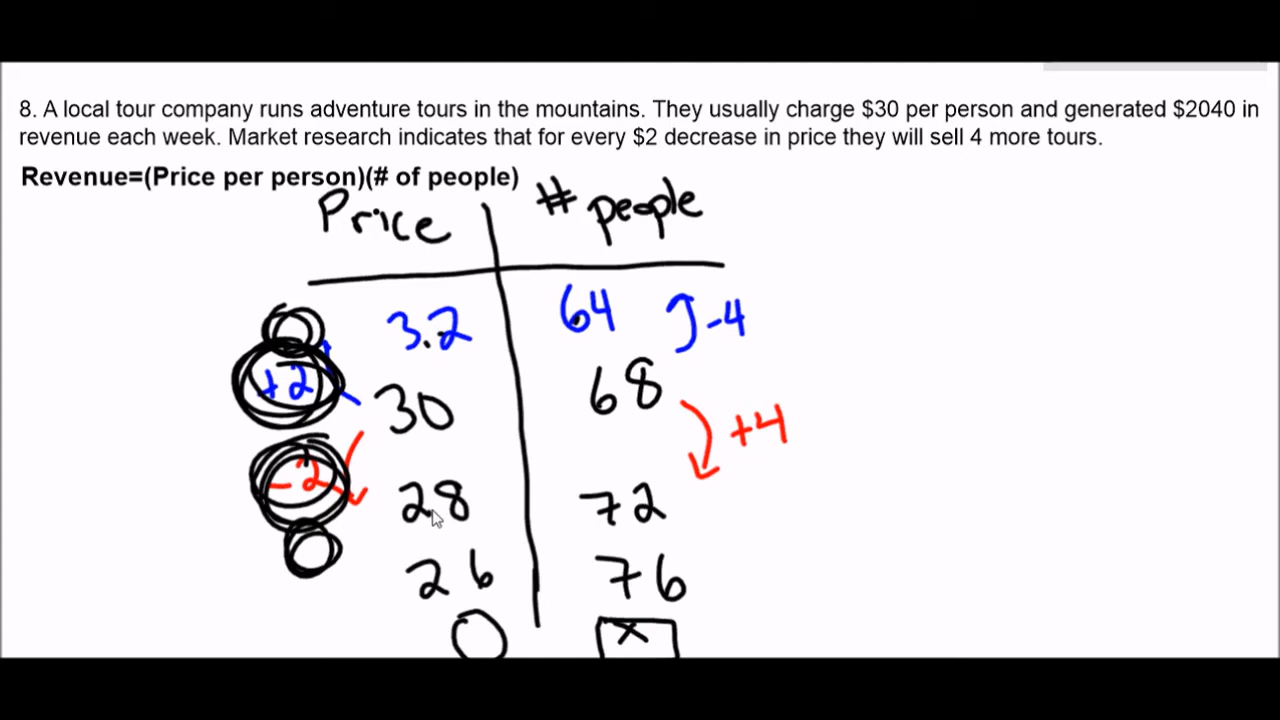 8. A local tour company runs adventure tours in the mountains. They usually charge $30 per person and generated $2040 in
revenue each week. Market research indicates that for every $2 decrease in price they will sell 4 more tours.
Revenue=(Price per person)(# of people)
Price # people
3.2 64 -4
+2
30 68
+4
-2
28 72
26 76
x